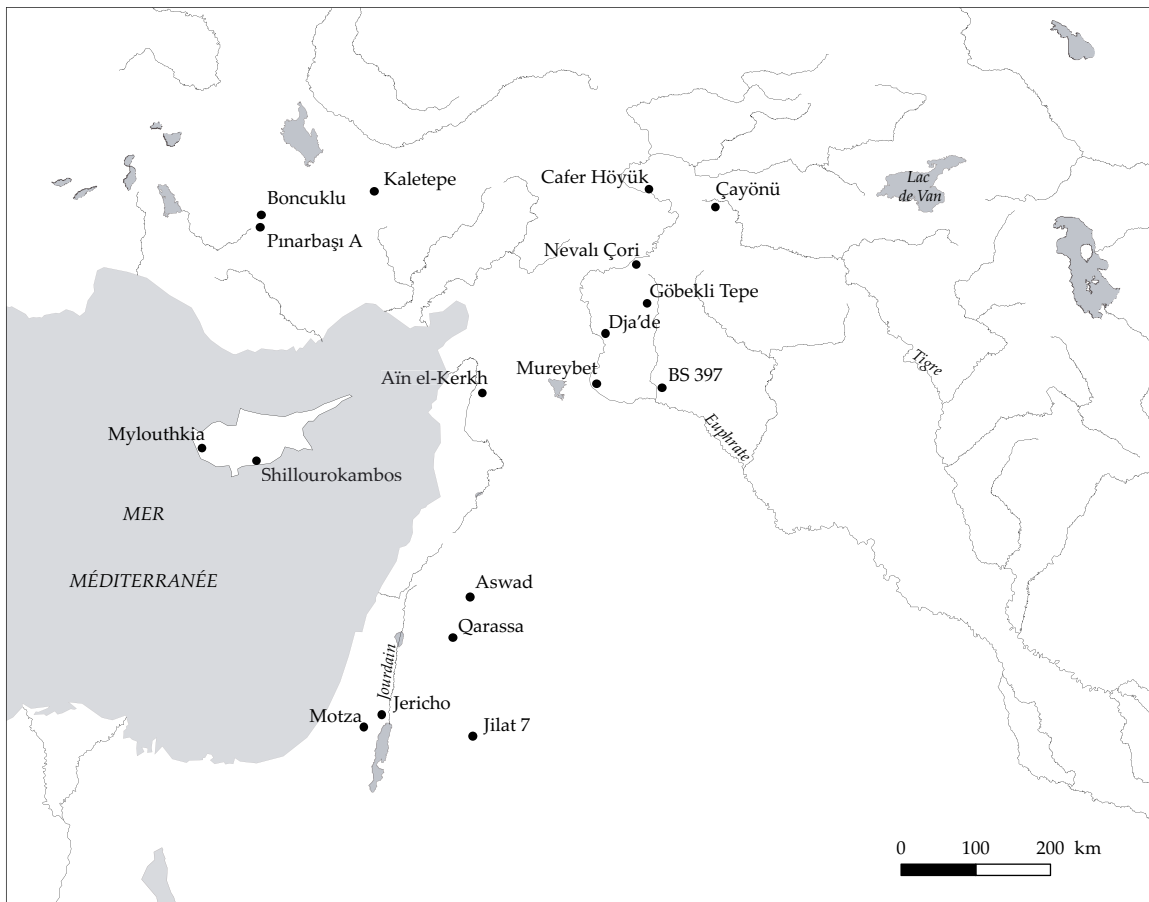 Lac
de Van
Kaletepe
Cafer Höyük
Çayönü
Boncuklu
Pınarbaşı A
Nevalı Çori
Göbekli Tepe
Dja'de
Tigre
Mureybet
BS 397
Aïn el-Kerkh
Euphrate
Mylouthkia
Shillourokambos
MER
MÉDITERRANÉE
Aswad
Qarassa
Jourdain
Jericho
Motza
Jilat 7
0 100 200 km